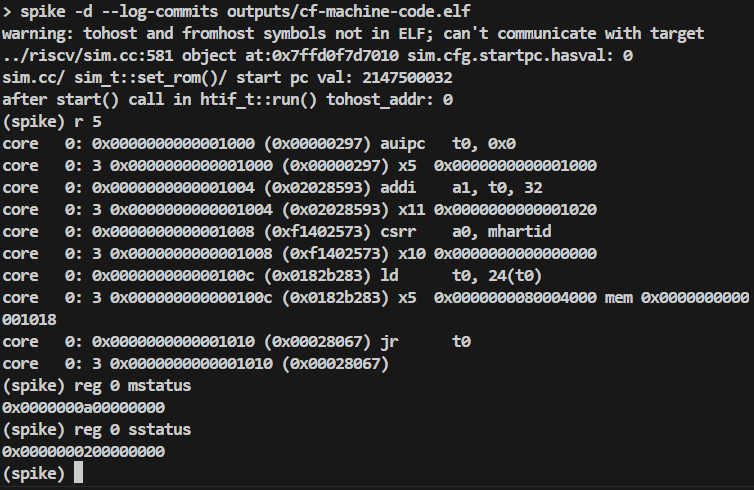 > spike -d --log-commits outputs/cf-machine-code.elf
warning: tohost and fromhost symbols not in ELF; can't communicate with target
../riscv/sim.cc:581 object at:0x7ffd0f7d7010 sim.cfg.startpc.hasval: 0
sim.cc/ sim_t::set_rom()/ start pc val: 2147500032
after start() call in htif_t::run() tohost_addr: 0
(spike) r 5
core   0: 0x0000000000001000 (0x00000297) auipc   t0, 0x0
core   0: 3 0x0000000000001000 (0x00000297) x5  0x0000000000001000
core   0: 0x0000000000001004 (0x02028593) addi    a1, t0, 32
core   0: 3 0x0000000000001004 (0x02028593) x11 0x0000000000001020
core   0: 0x0000000000001008 (0xf1402573) csrr    a0, mhartid
core   0: 3 0x0000000000001008 (0xf1402573) x10 0x0000000000000000
core   0: 0x000000000000100c (0x0182b283) ld      t0, 24(t0)
core   0: 3 0x000000000000100c (0x0182b283) x5  0x0000000080004000 mem 0x0000000000
001018
core   0: 0x0000000000001010 (0x00028067) jr      t0
core   0: 3 0x0000000000001010 (0x00028067)
(spike) reg 0 mstatus
0x0000000a00000000
(spike) reg 0 sstatus
0x0000000200000000
(spike)